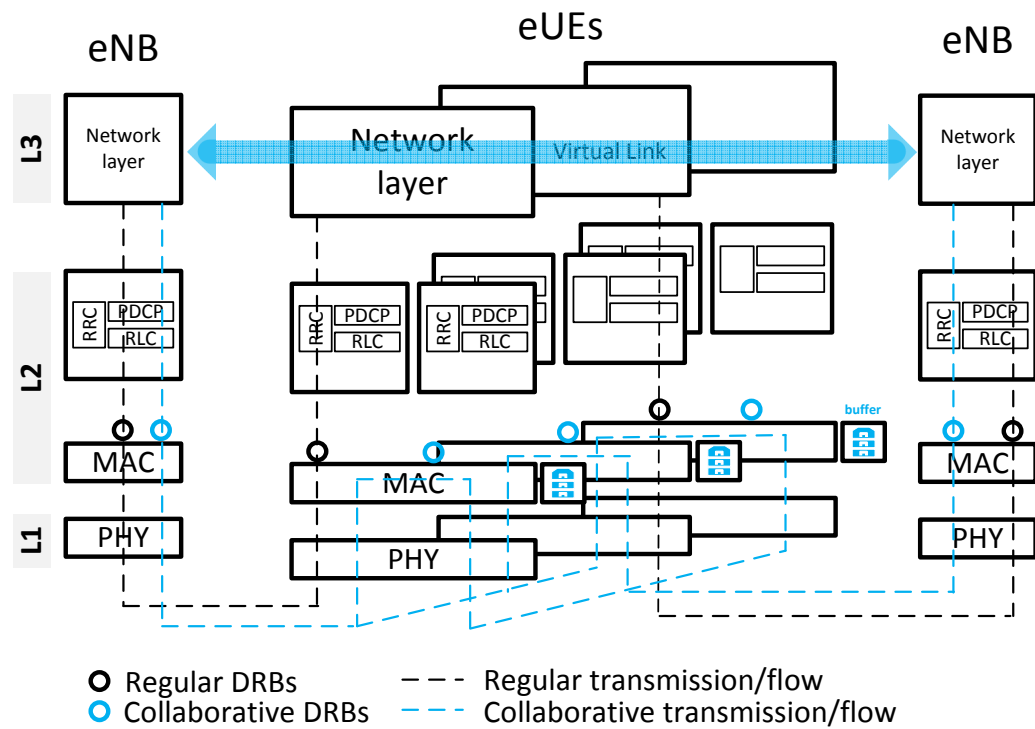 eNB
eUEs
eNB
L3
Network
layer
Network
layer
Virtual Link
Network
layer
L2
RRC
PDCP
RLC
RRC
PDCP
RLC
RRC
PDCP
RLC
RRC
PDCP
RLC
buffer
MAC
MAC
MAC
L1
PHY
PHY
PHY
Regular DRBs
Regular transmission/flow
Collaborative DRBs
Collaborative transmission/flow